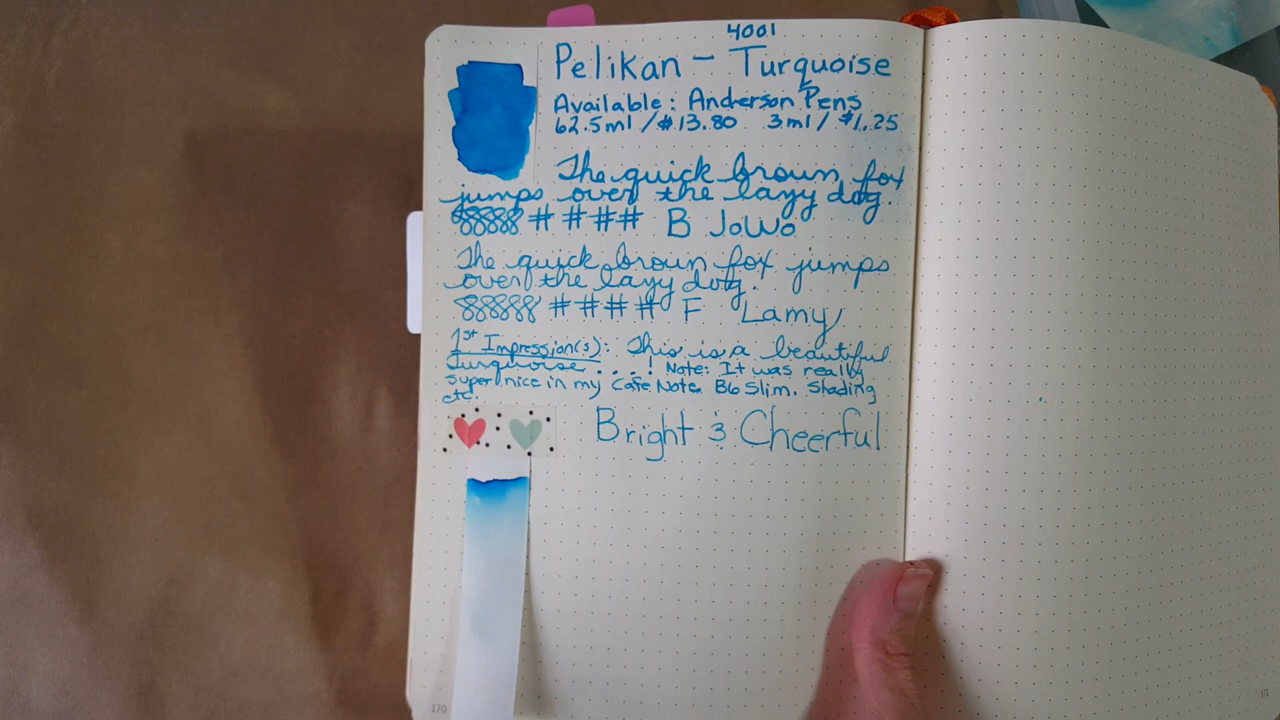 4001
Pelikan - Turquoise
Available: Anderson Pens
62.5ml / $13.80 3ml / $1.25
The quick brown fox
jumps over the lazy dog.
88888 # # # # B JoWo
The quick brown fox jumps
over the lazy dog.
88888 # # # # F Lamy
1st Impression(s): This is a beautiful
turquoise....! Note: It was really
super nice in my Cafe Note B6 Slim. Shading
etc.
Bright & Cheerful
170
171